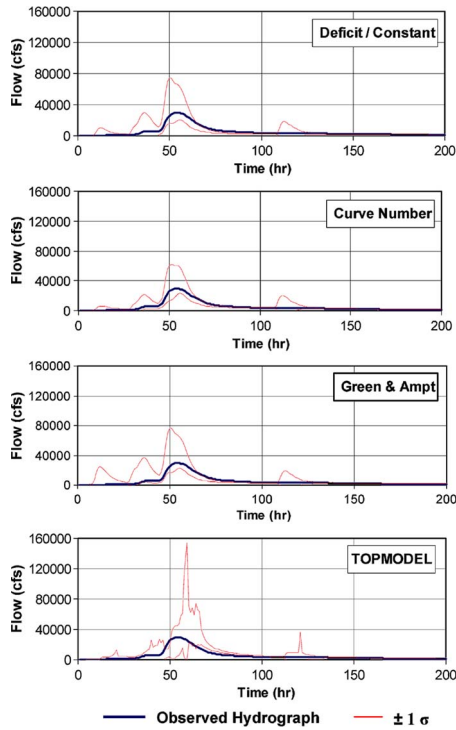 160000
120000
80000
40000
0
Flow (cfs)
Deficit / Constant
0 50 100 150 200
Time (hr)
160000
120000
80000
40000
0
Flow (cfs)
Curve Number
0 50 100 150 200
Time (hr)
160000
120000
80000
40000
0
Flow (cfs)
Green & Ampt
0 50 100 150 200
Time (hr)
160000
120000
80000
40000
0
Flow (cfs)
TOPMODEL
0 50 100 150 200
Time (hr)
Observed Hydrograph ± 1 σ